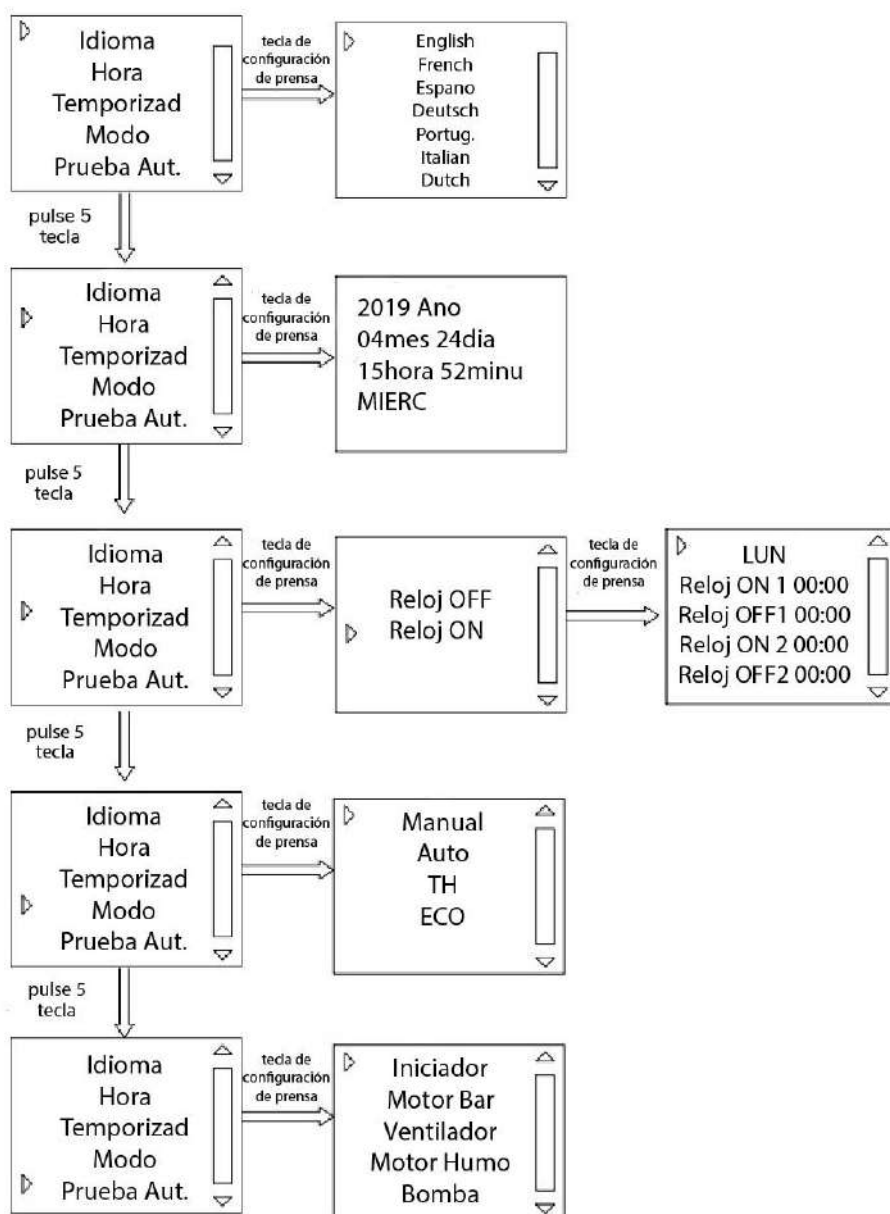 Idioma
Hora
Temporizad
Modo
Prueba Aut.
tecla de
configuración
de prensa
English
French
Espano
Deutsch
Portug.
Italian
Dutch
pulse 5
tecla
Idioma
Hora
Temporizad
Modo
Prueba Aut.
tecla de
configuración
de prensa
2019 Ano
04mes 24dia
15hora 52minu
MIERC
pulse 5
tecla
Idioma
Hora
Temporizad
Modo
Prueba Aut.
tecla de
configuración
de prensa
Reloj OFF
Reloj ON
tecla de
configuración
de prensa
LUN
Reloj ON 1 00:00
Reloj OFF1 00:00
Reloj ON 2 00:00
Reloj OFF2 00:00
pulse 5
tecla
Idioma
Hora
Temporizad
Modo
Prueba Aut.
tecla de
configuración
de prensa
Manual
Auto
TH
ECO
pulse 5
tecla
Idioma
Hora
Temporizad
Modo
Prueba Aut.
tecla de
configuración
de prensa
Iniciador
Motor Bar
Ventilador
Motor Humo
Bomba